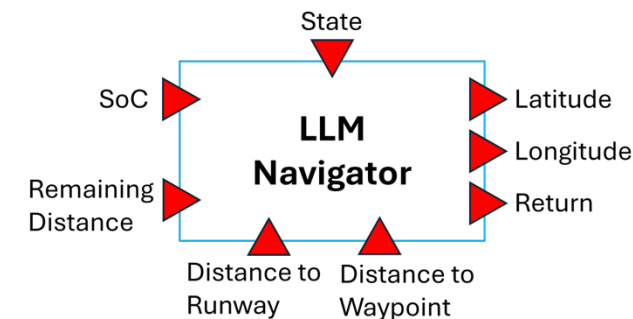 State
SoC
Latitude
LLM
Navigator
Longitude
Remaining
Distance
Return
Distance to
Runway
Distance to
Waypoint